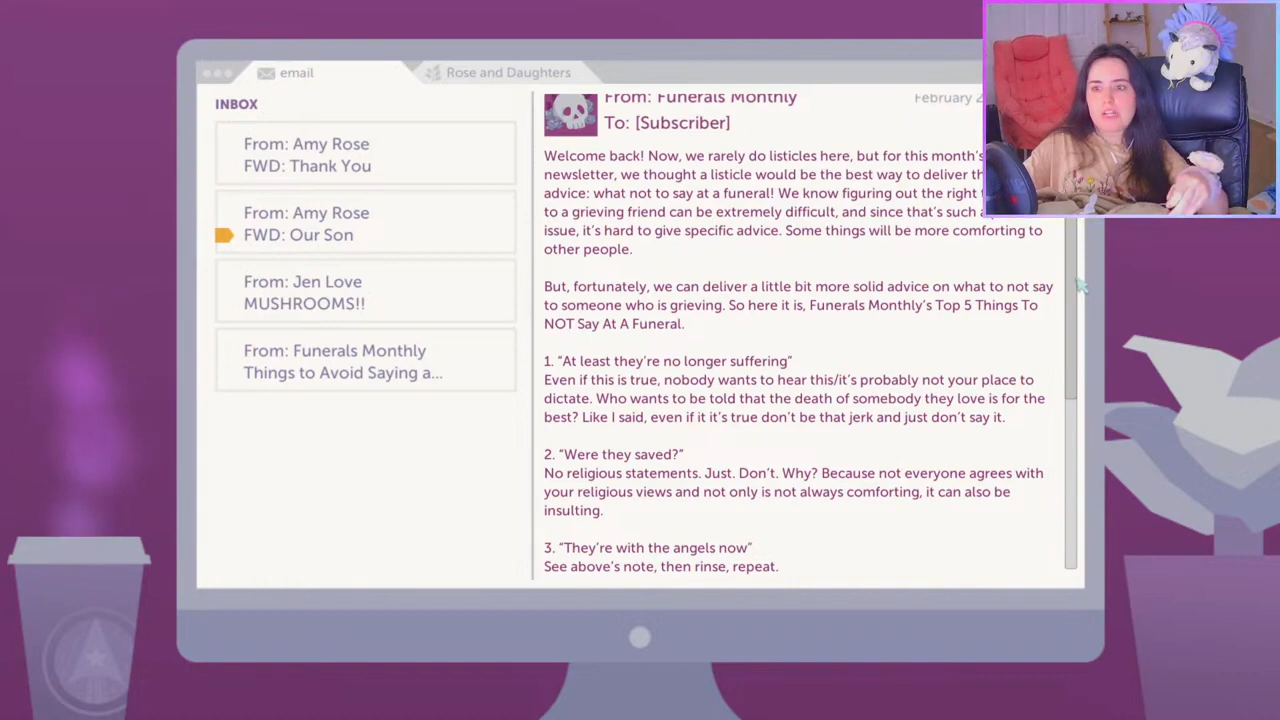 email
Rose and Daughters
INBOX
From: Amy Rose
FWD: Thank You
From: Amy Rose
FWD: Our Son
From: Jen Love
MUSHROOMS!!
From: Funerals Monthly
Things to Avoid Saying a...
From: Funerals Monthly
February
To: [Subscriber]
Welcome back! Now, we rarely do listicles here, but for this month's
newsletter, we thought a listicle would be the best way to deliver
advice: what not to say at a funeral! We know figuring out the right
to a grieving friend can be extremely difficult, and since that's such
issue, it's hard to give specific advice. Some things will be more comforting to
other people.
But, fortunately, we can deliver a little bit more solid advice on what to not say
to someone who is grieving. So here it is, Funerals Monthly's Top 5 Things To
NOT Say At A Funeral.
1. "At least they're no longer suffering"
Even if this is true, nobody wants to hear this/it's probably not your place to
dictate. Who wants to be told that the death of somebody they love is for the
best? Like I said, even if it it's true don't be that jerk and just don't say it.
2. "Were they saved?"
No religious statements. Just. Don't. Why? Because not everyone agrees with
your religious views and not only is not always comforting, it can also be
insulting.
3. "They're with the angels now"
See above's note, then rinse, repeat.